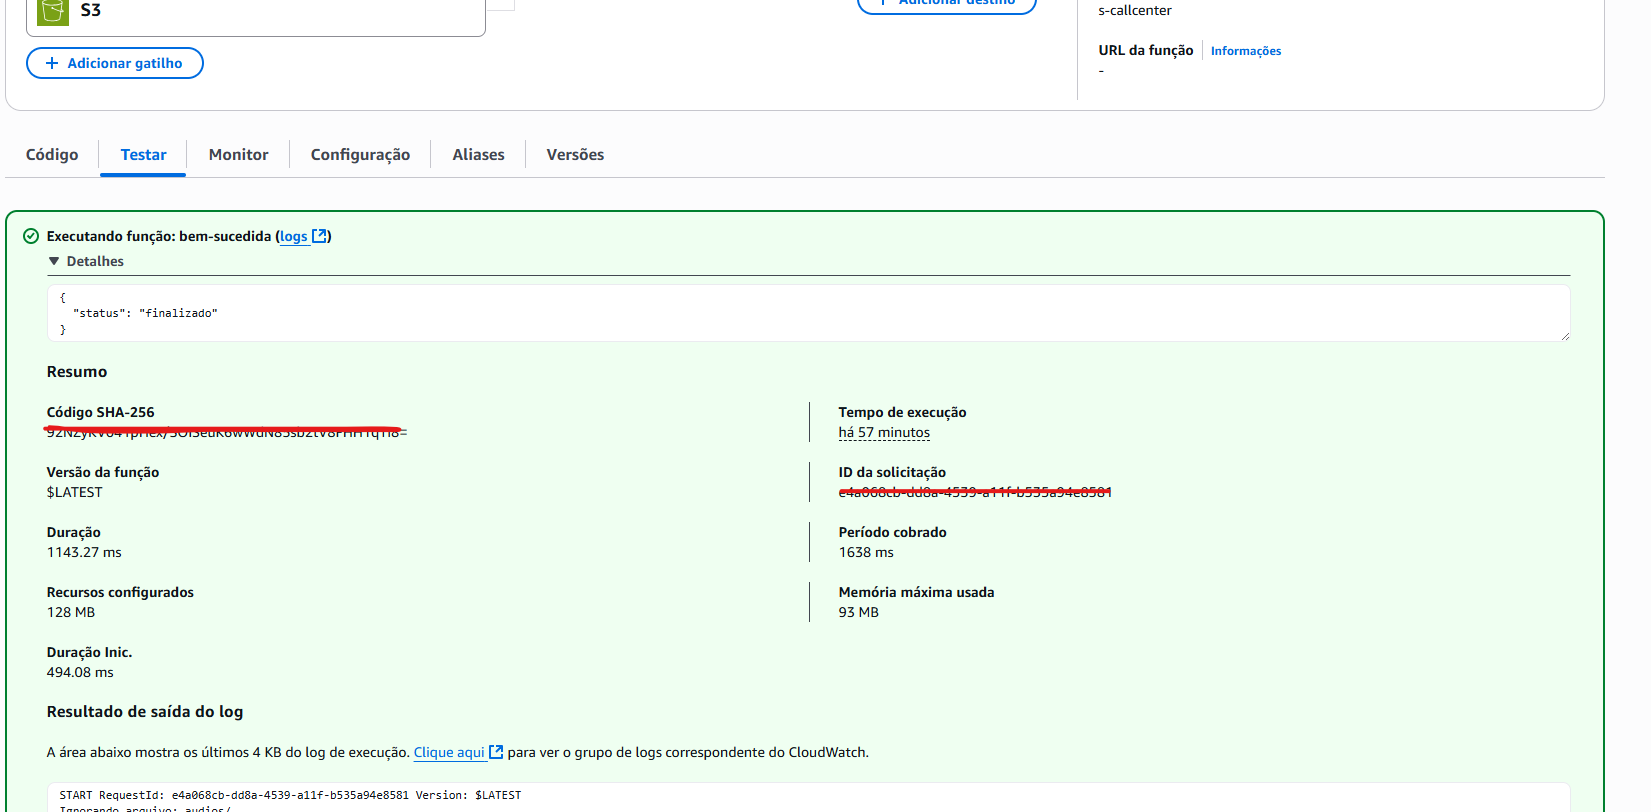 S3
Adicionar destino
s-callcenter
Adicionar gatilho
URL da função Informações
-
Código Testar Monitor Configuração Aliases Versões
Executando função: bem-sucedida (logs)
Detalhes
{
"status": "finalizado"
}
Resumo
Código SHA-256
Tempo de execução
há 57 minutos
Versão da função
$LATEST
ID da solicitação
e4a068cb-dd8a-4539-a11f-b535a94e8581
Duração
1143.27 ms
Período cobrado
1638 ms
Recursos configurados
128 MB
Memória máxima usada
93 MB
Duração Inic.
494.08 ms
Resultado de saída do log
A área abaixo mostra os últimos 4 KB do log de execução. Clique aqui para ver o grupo de logs correspondente do CloudWatch.
START RequestId: e4a068cb-dd8a-4539-a11f-b535a94e8581 Version: $LATEST
Ignorando arquivo: audios/